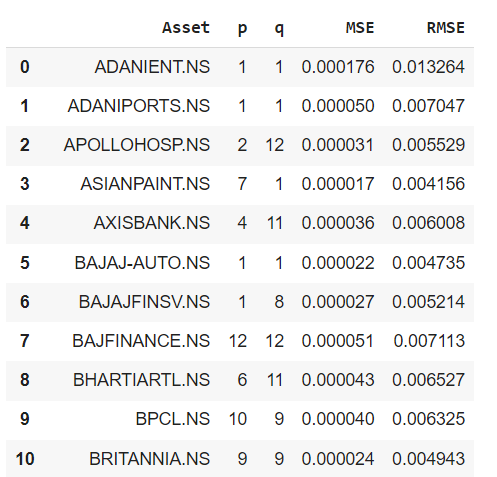 Asset p q MSE RMSE
0 ADANIENT.NS 1 1 0.000176 0.013264
1 ADANIPORTS.NS 1 1 0.000050 0.007047
2 APOLLOHOSP.NS 2 12 0.000031 0.005529
3 ASIANPAINT.NS 7 1 0.000017 0.004156
4 AXISBANK.NS 4 11 0.000036 0.006008
5 BAJAJ-AUTO.NS 1 1 0.000022 0.004735
6 BAJAJFINSV.NS 1 8 0.000027 0.005214
7 BAJFINANCE.NS 12 12 0.000051 0.007113
8 BHARTIARTL.NS 6 11 0.000043 0.006527
9 BPCL.NS 10 9 0.000040 0.006325
10 BRITANNIA.NS 9 9 0.000024 0.004943